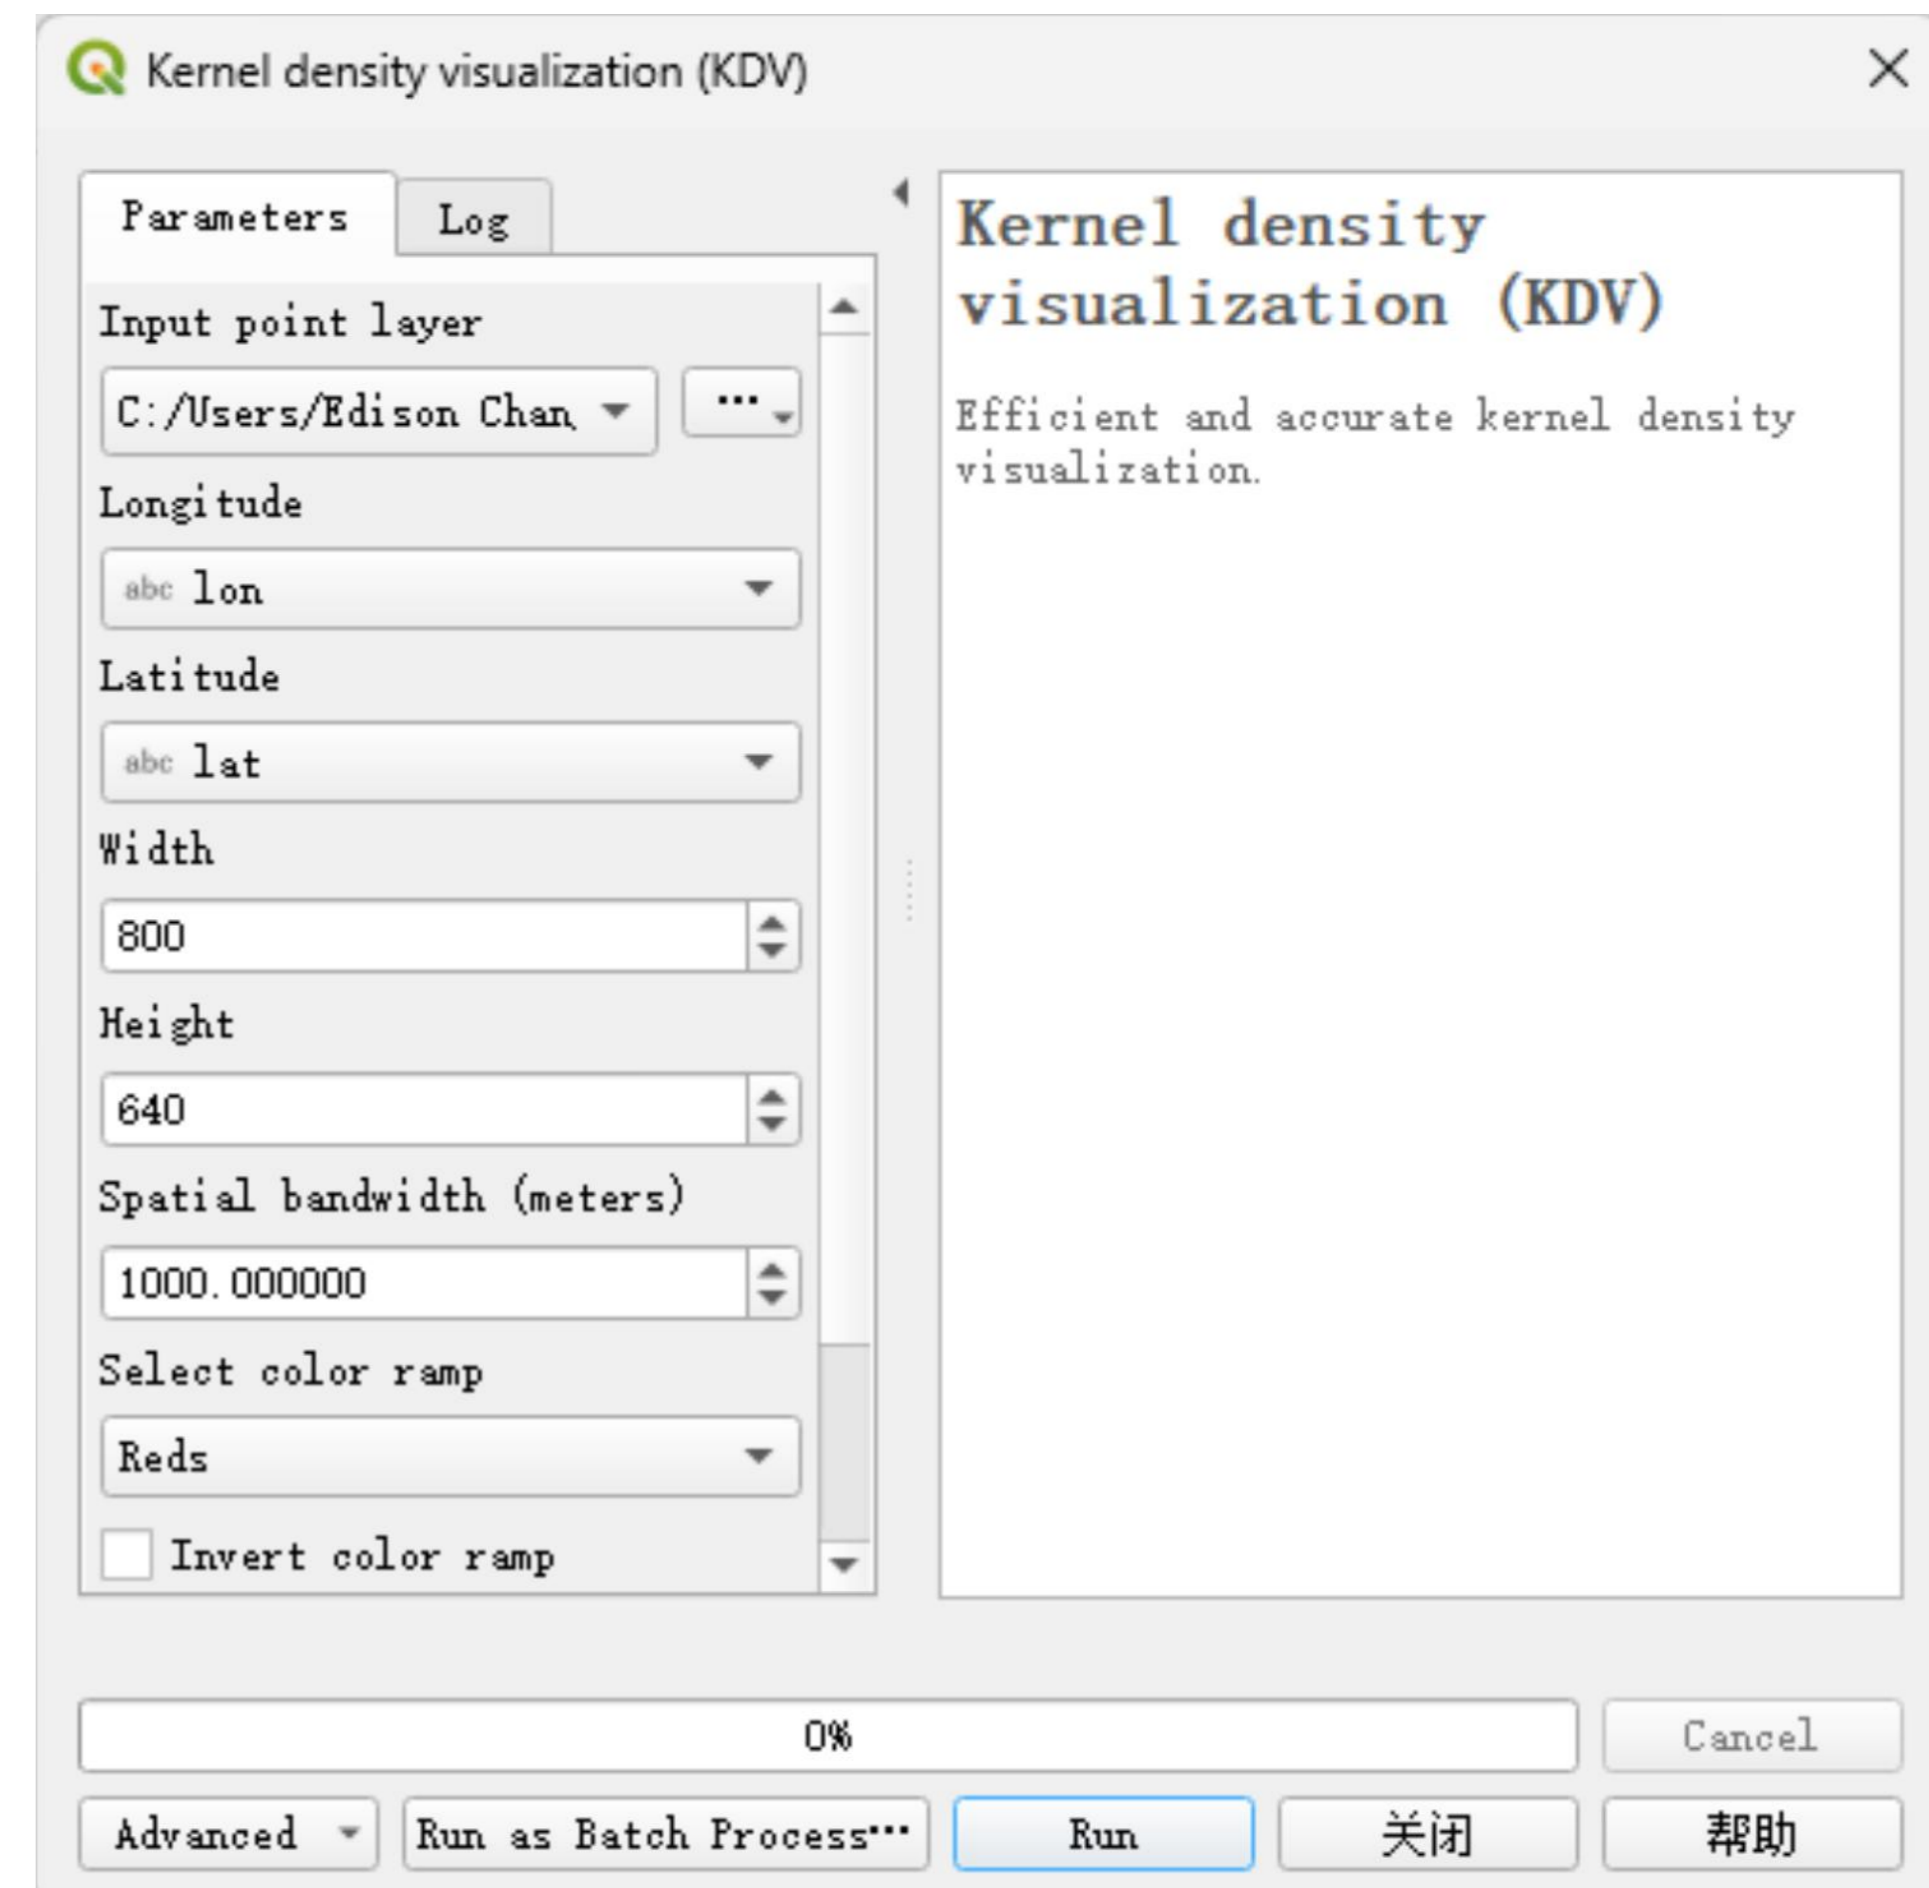 Kernel density visualization (KDV)
Parameters
Log
Input point layer
C:/Users/Edison Chan
...
Longitude
abc lon
Latitude
abc lat
Width
800
Height
640
Spatial bandwidth (meters)
1000.000000
Select color ramp
Reds
Invert color ramp
Kernel density
visualization (KDV)
Efficient and accurate kernel density
visualization.
0%
Cancel
Advanced
Run as Batch Process…
Run
关闭
帮助